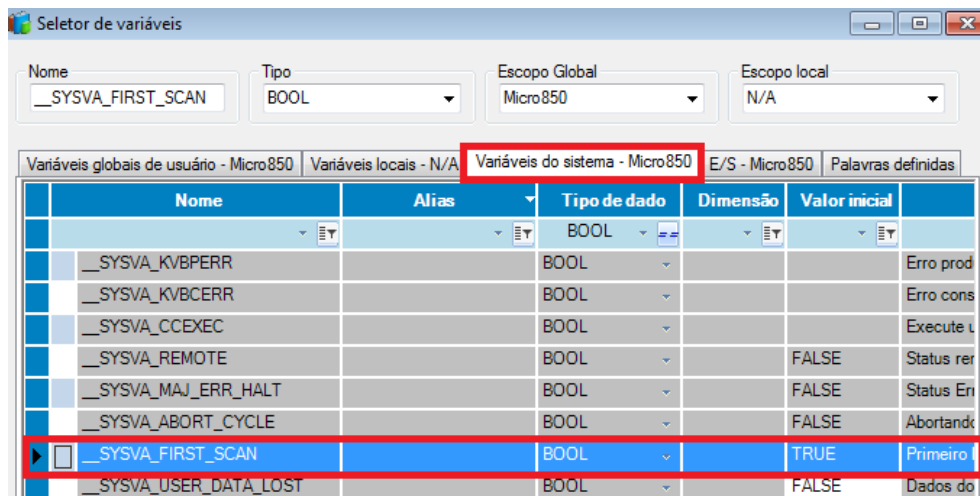 Seletor de variáveis
Nome Tipo Escopo Global Escopo local
__SYSVA_FIRST_SCAN BOOL Micro850 N/A
Variáveis globais de usuário - Micro850 Variáveis locais - N/A Variáveis do sistema - Micro850 E/S - Micro850 Palavras definidas
Nome Alias Tipo de dado Dimensão Valor inicial
BOOL
__SYSVA_KVBPERR BOOL Erro prod
__SYSVA_KVBCERR BOOL Erro cons
__SYSVA_CCEXEC BOOL Execute u
__SYSVA_REMOTE BOOL FALSE Status rer
__SYSVA_MAJ_ERR_HALT BOOL FALSE Status Err
__SYSVA_ABORT_CYCLE BOOL FALSE Abortando
__SYSVA_FIRST_SCAN BOOL TRUE Primeiro
__SYSVA_USER_DATA_LOST BOOL FALSE Dados do